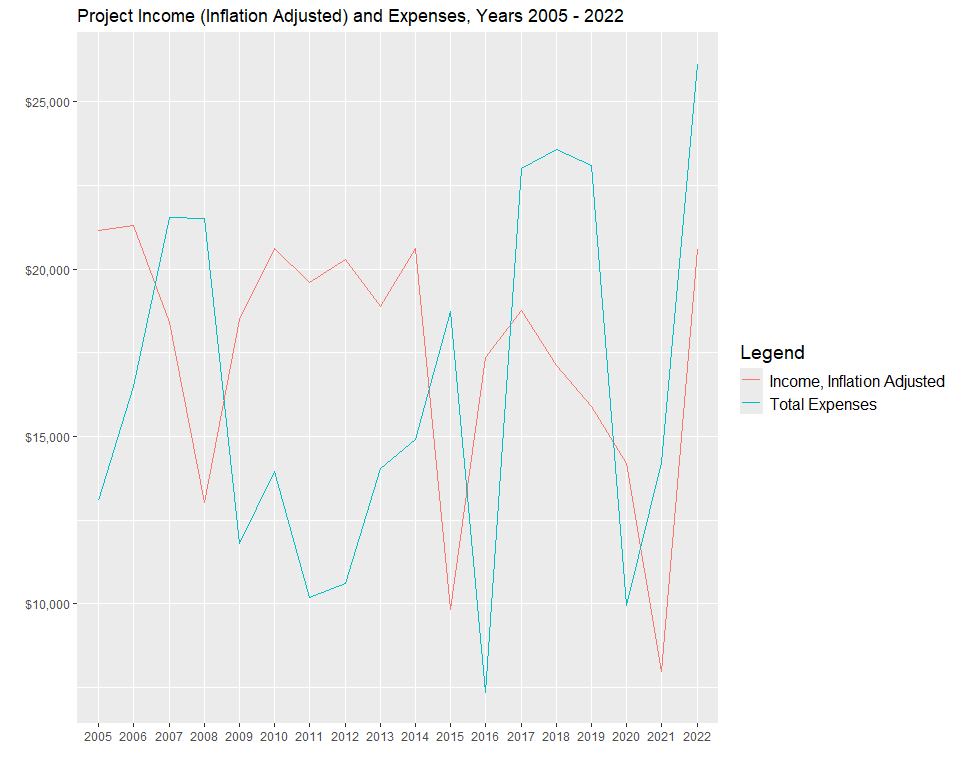 Project Income (Inflation Adjusted) and Expenses, Years 2005 - 2022
$25,000
$20,000
$15,000
$10,000
2005 2006 2007 2008 2009 2010 2011 2012 2013 2014 2015 2016 2017 2018 2019 2020 2021 2022
Legend
Income, Inflation Adjusted
Total Expenses